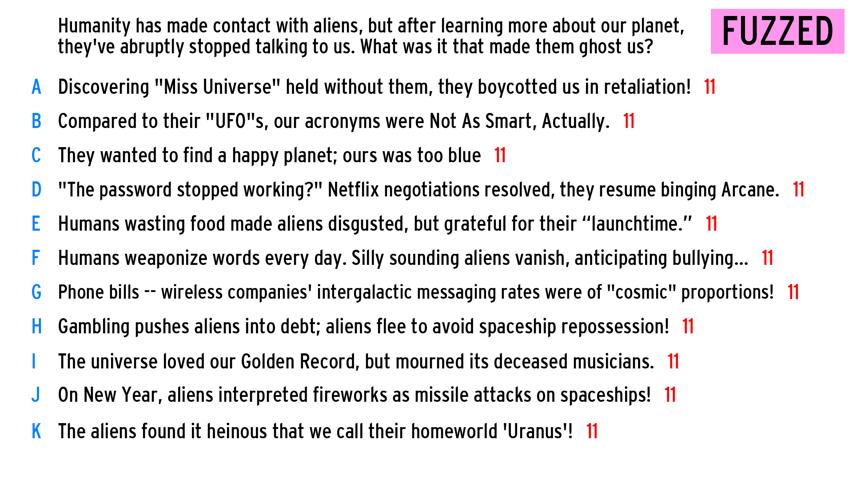 Humanity has made contact with aliens, but after learning more about our planet,
they've abruptly stopped talking to us. What was it that made them ghost us?
FUZZED
A Discovering "Miss Universe" held without them, they boycotted us in retaliation! 11
B Compared to their "UFO"s, our acronyms were Not As Smart, Actually. 11
C They wanted to find a happy planet; ours was too blue 11
D "The password stopped working?" Netflix negotiations resolved, they resume binging Arcane. 11
E Humans wasting food made aliens disgusted, but grateful for their “launchtime.” 11
F Humans weaponize words every day. Silly sounding aliens vanish, anticipating bullying... 11
G Phone bills -- wireless companies' intergalactic messaging rates were of "cosmic" proportions! 11
H Gambling pushes aliens into debt; aliens flee to avoid spaceship repossession! 11
I The universe loved our Golden Record, but mourned its deceased musicians. 11
J On New Year, aliens interpreted fireworks as missile attacks on spaceships! 11
K The aliens found it heinous that we call their homeworld 'Uranus'! 11